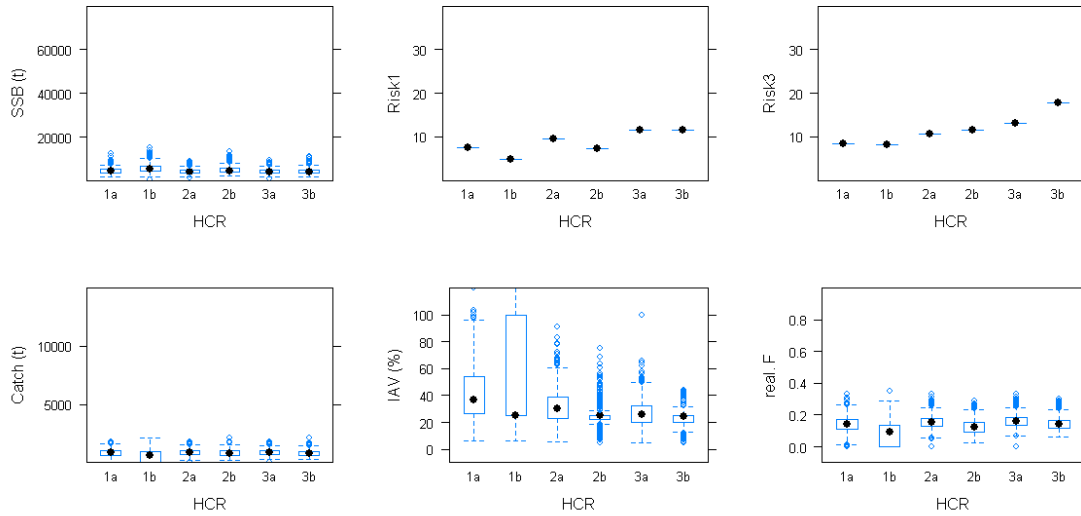 SSB (t)
60000
40000
20000
1a 1b 2a 2b 3a 3b
HCR
Risk1
30
20
10
1a 1b 2a 2b 3a 3b
HCR
Risk3
30
20
10
1a 1b 2a 2b 3a 3b
HCR
Catch (t)
10000
5000
1a 1b 2a 2b 3a 3b
HCR
IAV (%)
100
80
60
40
20
0
1a 1b 2a 2b 3a 3b
HCR
real. F
0.8
0.6
0.4
0.2
0.0
1a 1b 2a 2b 3a 3b
HCR